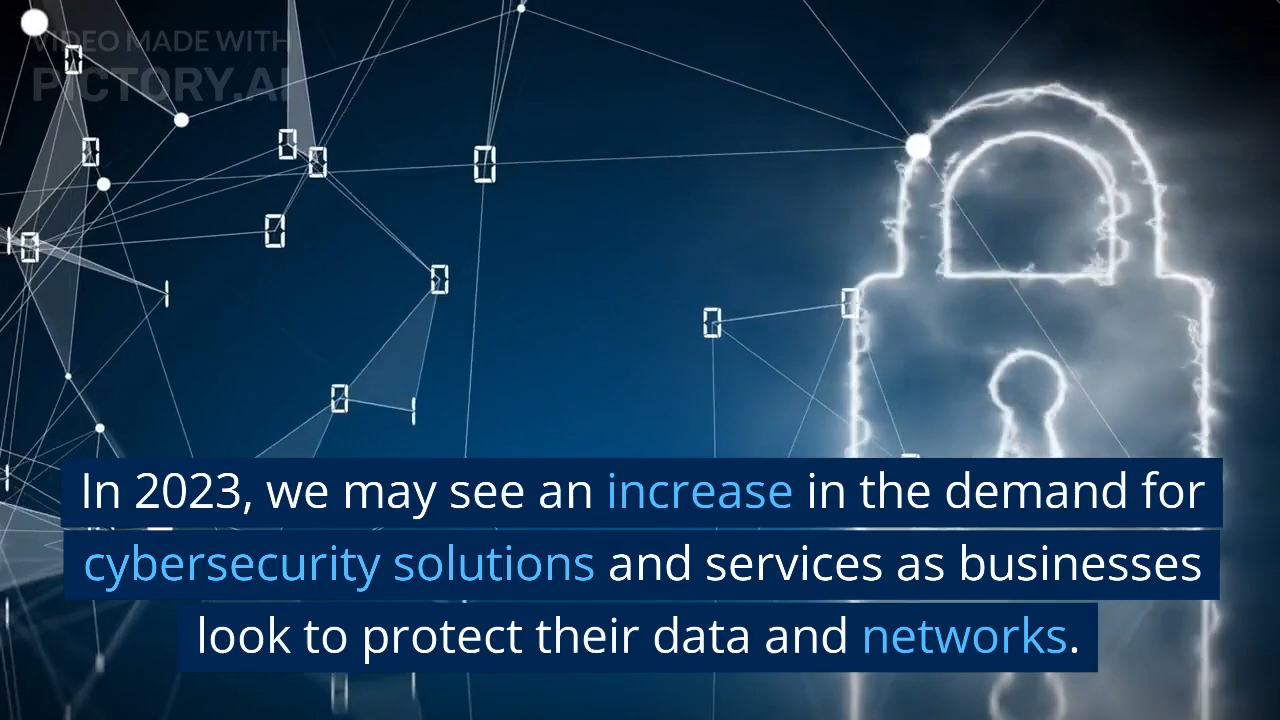 VIDEO MADE WITH
PICTORY.AI
In 2023, we may see an increase in the demand for
cybersecurity solutions and services as businesses
look to protect their data and networks.